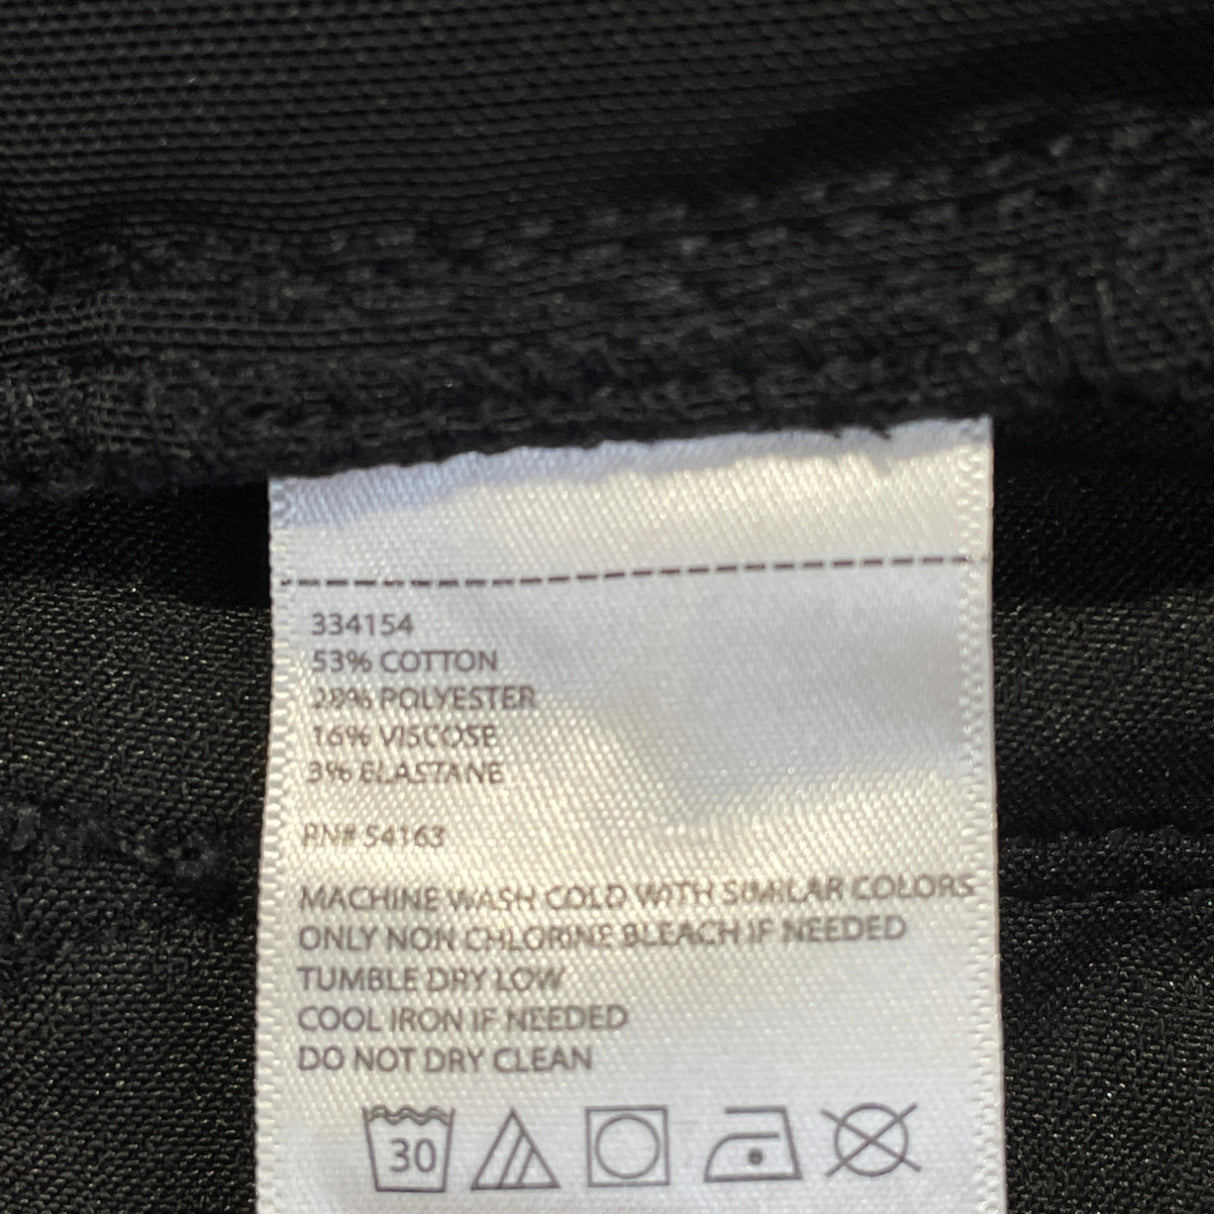 334154
53% COTTON
28% POLYESTER
16% VISCOSE
3% ELASTANE
RN# 54163
MACHINE WASH COLD WITH SIMILAR COLORS
ONLY NON CHLORINE BLEACH IF NEEDED
TUMBLE DRY LOW
COOL IRON IF NEEDED
DO NOT DRY CLEAN
30